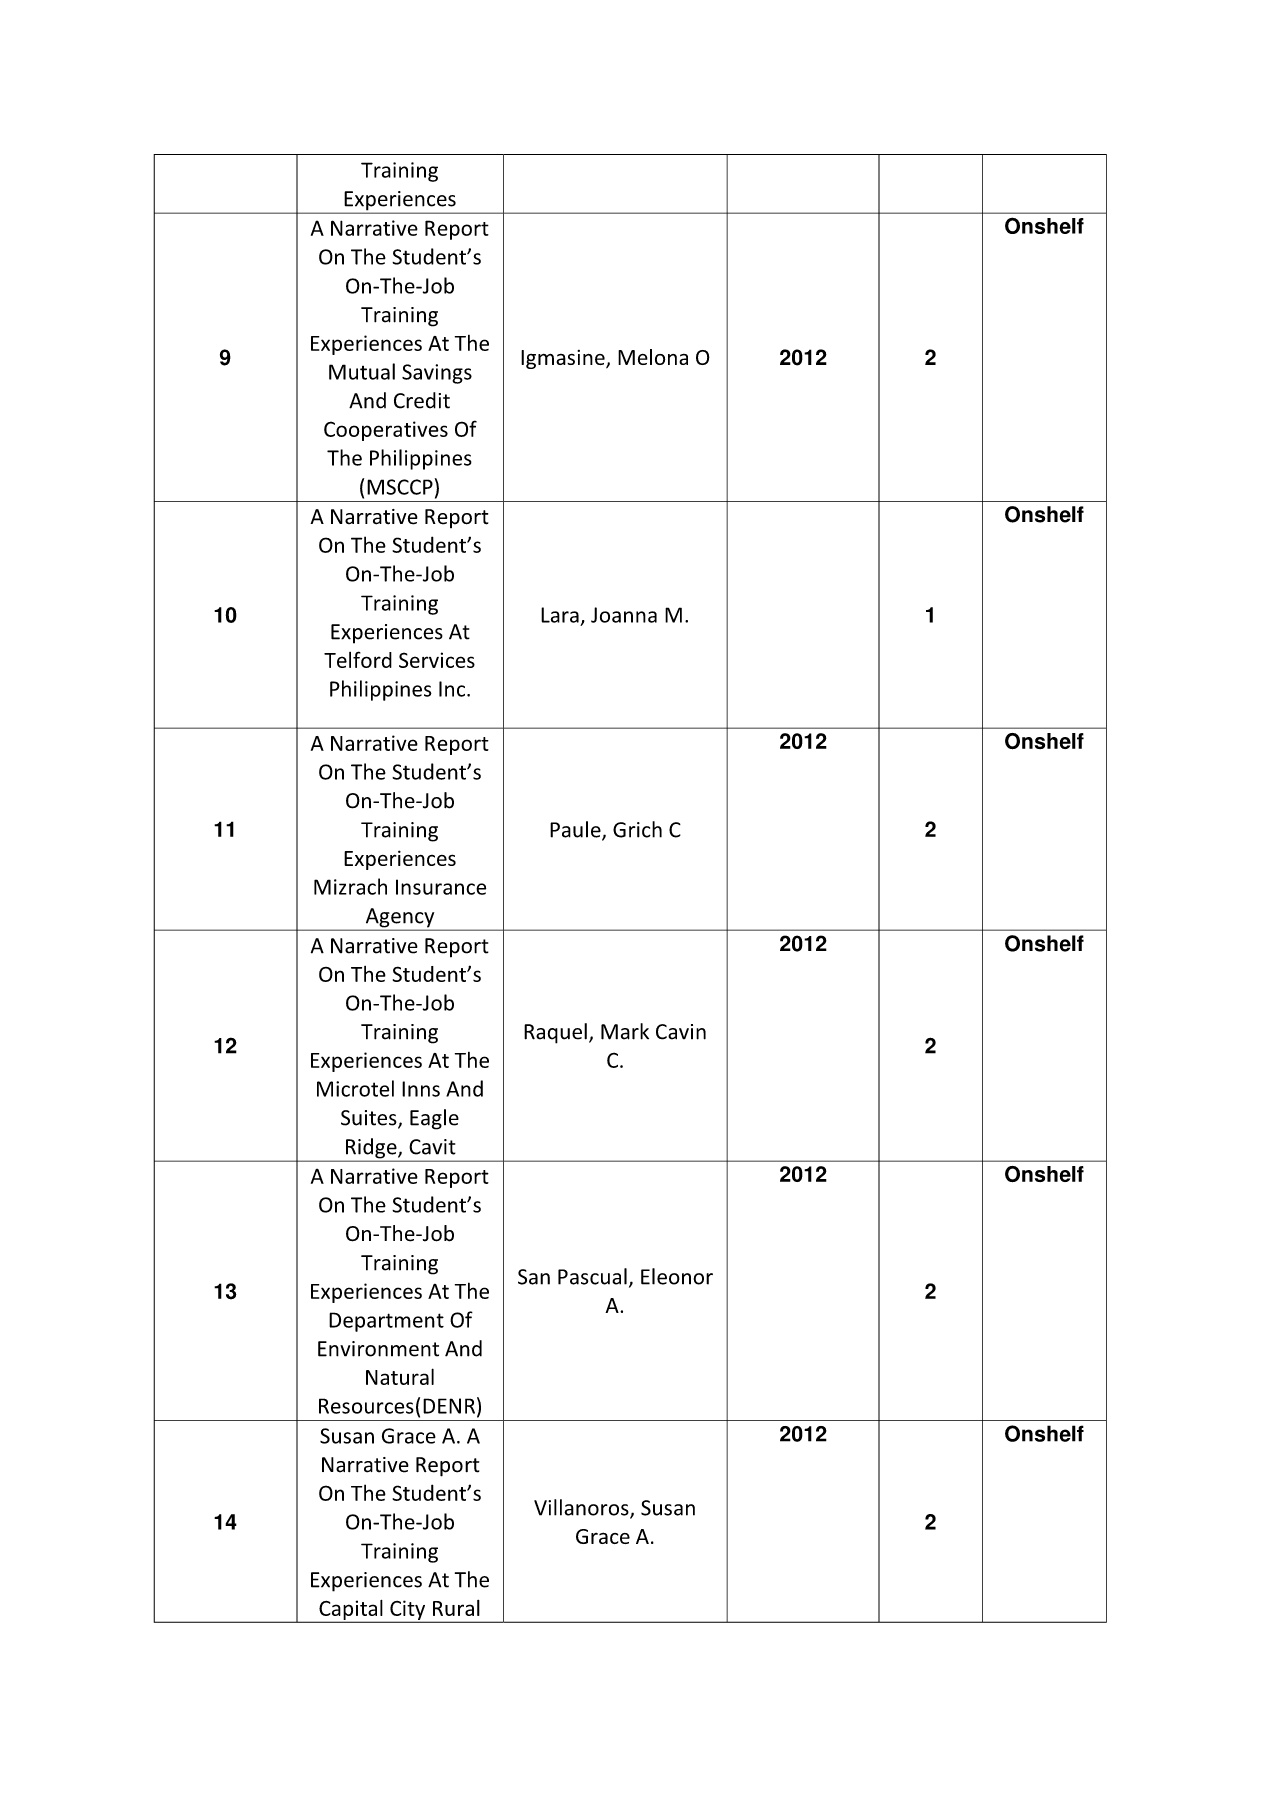 Training
Experiences
9
A Narrative Report
On The Student’s
On-The-Job
Training
Experiences At The
Mutual Savings
And Credit
Cooperatives Of
The Philippines
(MSCCP)
Igmasine, Melona O
2012
2
Onshelf
10
A Narrative Report
On The Student’s
On-The-Job
Training
Experiences At
Telford Services
Philippines Inc.
Lara, Joanna M.
1
Onshelf
11
A Narrative Report
On The Student’s
On-The-Job
Training
Experiences
Mizrach Insurance
Agency
Paule, Grich C
2012
2
Onshelf
12
A Narrative Report
On The Student’s
On-The-Job
Training
Experiences At The
Microtel Inns And
Suites, Eagle
Ridge, Cavit
Raquel, Mark Cavin
C.
2012
2
Onshelf
13
A Narrative Report
On The Student’s
On-The-Job
Training
Experiences At The
Department Of
Environment And
Natural
Resources(DENR)
San Pascual, Eleonor
A.
2012
2
Onshelf
14
Susan Grace A. A
Narrative Report
On The Student’s
On-The-Job
Training
Experiences At The
Capital City Rural
Villanoros, Susan
Grace A.
2012
2
Onshelf